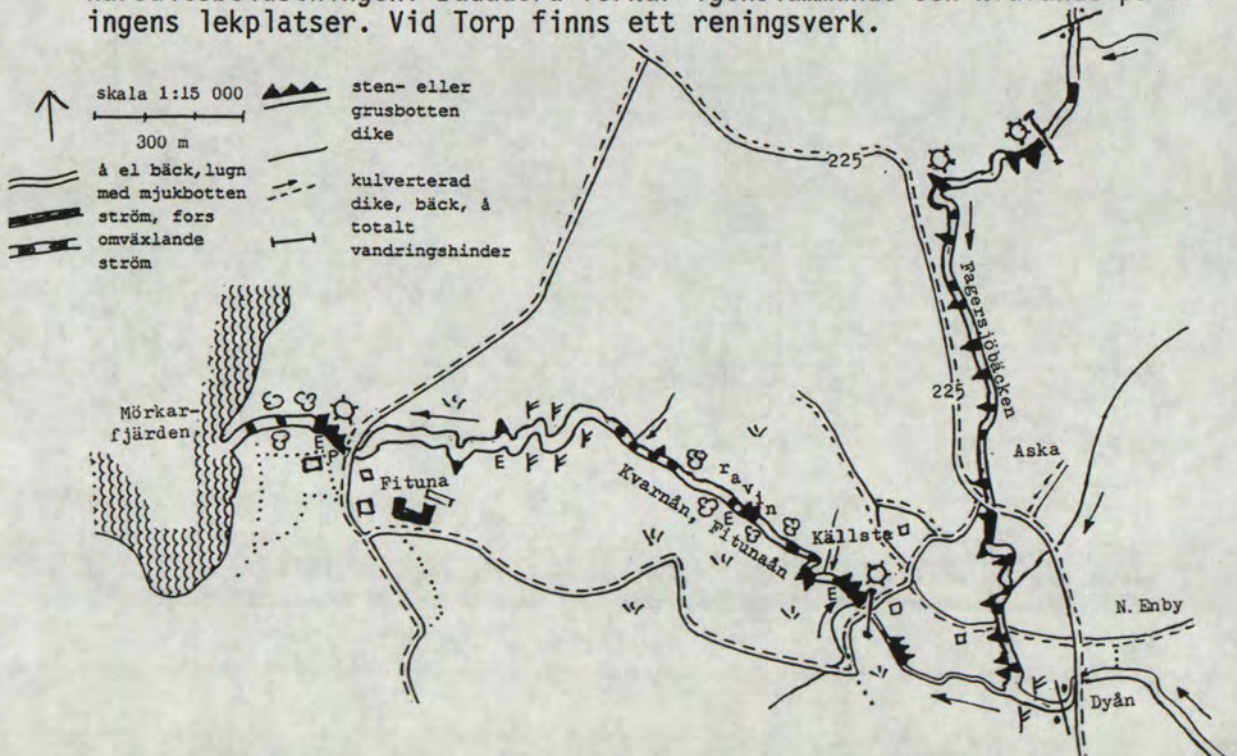 ingens lekplatser. Vid Torp finns ett reningsverk.
skala 1:15 000
300 m
å el bäck, lugn
med mjukbotten
ström, fors
omväxlande
ström
sten- eller
grusbotten
dike
kulverterad
dike, bäck, å
totalt
vandringshinder
225
225
Fagersjöbäcken
Mörkar-
fjärden
E
P
Fituna
E
ravin
Kvarnån, Fitunaån
E
Källsta
E
Aska
N. Enby
Dyån